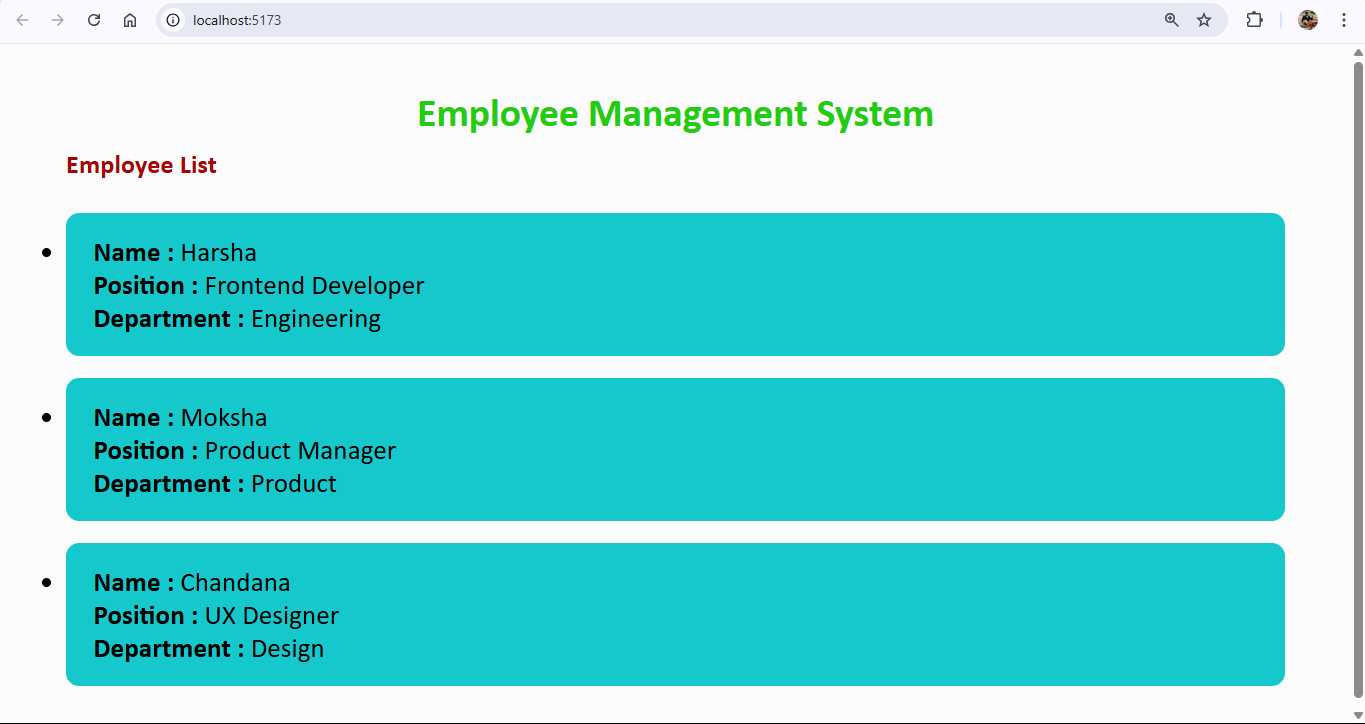 localhost:5173
Employee Management System
Employee List
Name : Harsha
Position : Frontend Developer
Department : Engineering
Name : Moksha
Position : Product Manager
Department : Product
Name : Chandana
Position : UX Designer
Department : Design